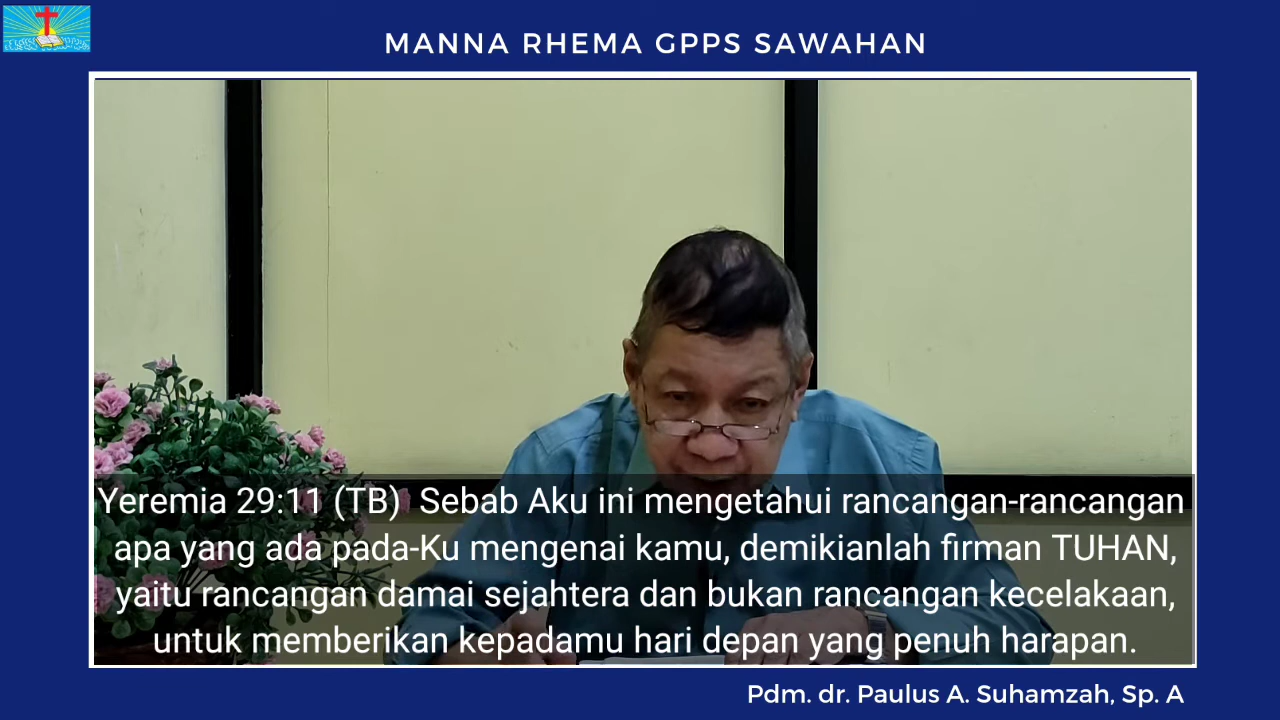 MANNA RHEMA GPPS SAWAHAN
Yeremia 29:11 (TB) Sebab Aku ini mengetahui rancangan-rancangan
apa yang ada pada-Ku mengenai kamu, demikianlah firman TUHAN,
yaitu rancangan damai sejahtera dan bukan rancangan kecelakaan,
untuk memberikan kepadamu hari depan yang penuh harapan.
Pdm. dr. Paulus A. Suhamzah, Sp. A